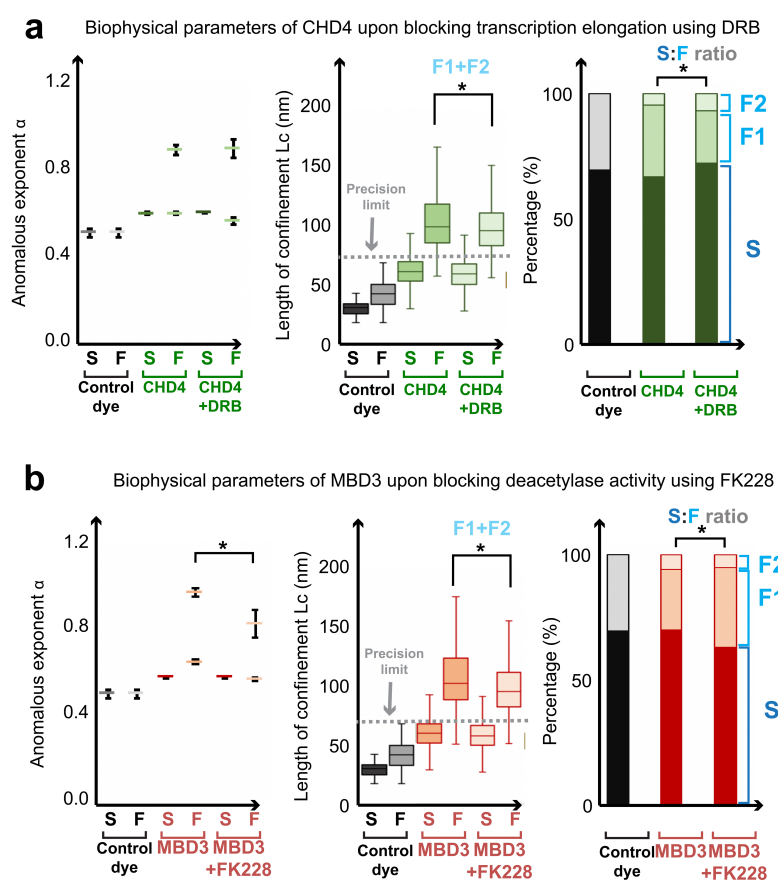 a
Biophysical parameters of CHD4 upon blocking transcription elongation using DRB
Anomalous exponent α
1.2
0.8
0.4
0.0
S F S F S F
Control dye
CHD4
CHD4 +DRB
Length of confinement Lc (nm)
200
150
100
50
0
F1+F2
*
Precision
limit
S F S F S F
Control dye
CHD4
CHD4 +DRB
S:F ratio
*
Percentage (%)
100
50
0
F2
F1
S
Control dye
CHD4
CHD4 +DRB
b
Biophysical parameters of MBD3 upon blocking deacetylase activity using FK228
Anomalous exponent α
1.2
0.8
0.4
0.0
*
S F S F S F
Control dye
MBD3
MBD3 +FK228
Length of confinement Lc (nm)
200
150
100
50
0
F1+F2
*
Precision
limit
S F S F S F
Control dye
MBD3
MBD3 +FK228
S:F ratio
*
Percentage (%)
100
50
0
F2
F1
S
Control dye
MBD3
MBD3 +FK228